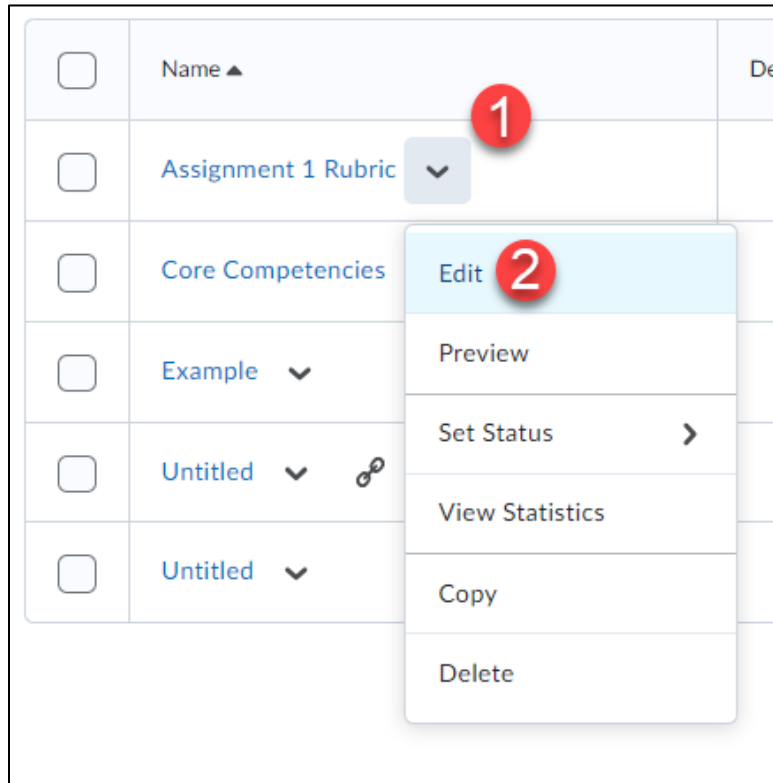 Name
De
1
Assignment 1 Rubric
Core Competencies
Edit 2
Preview
Example
Set Status
Untitled
View Statistics
Untitled
Copy
Delete